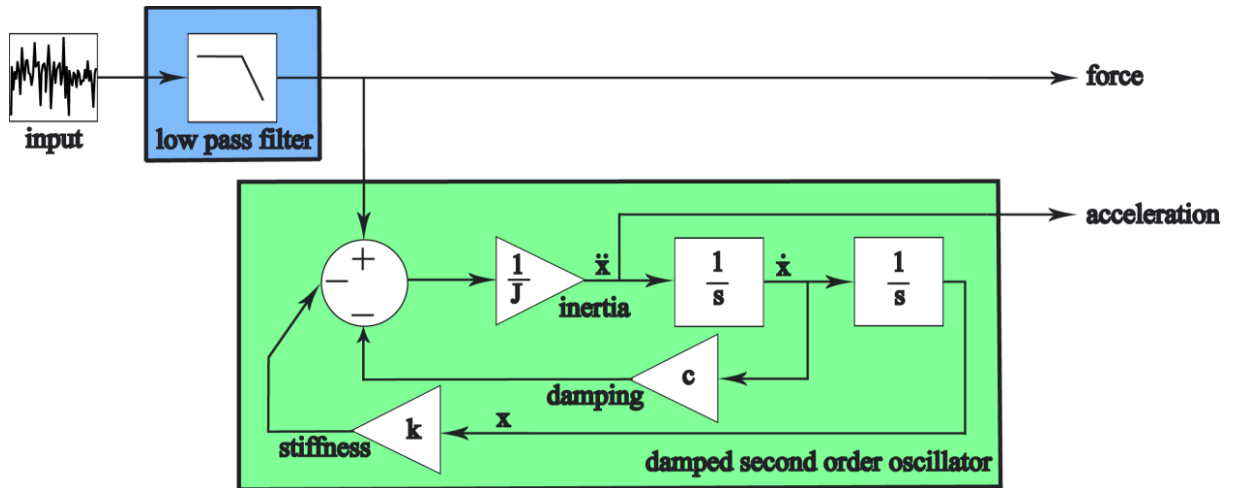 input
low pass filter
force
acceleration
+
−
−
1
J
ẍ
inertia
1
s
ẋ
1
s
c
damping
k
x
stiffness
damped second order oscillator